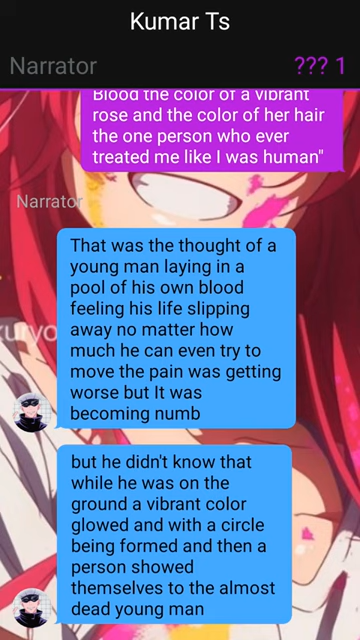 Kumar Ts
Narrator
??? 1
Blood the color of a vibrant
rose and the color of her hair
the one person who ever
treated me like I was human"
Narrator
That was the thought of a
young man laying in a
pool of his own blood
feeling his life slipping
away no matter how
much he can even try to
move the pain was getting
worse but It was
becoming numb
but he didn't know that
while he was on the
ground a vibrant color
glowed and with a circle
being formed and then a
person showed
themselves to the almost
dead young man